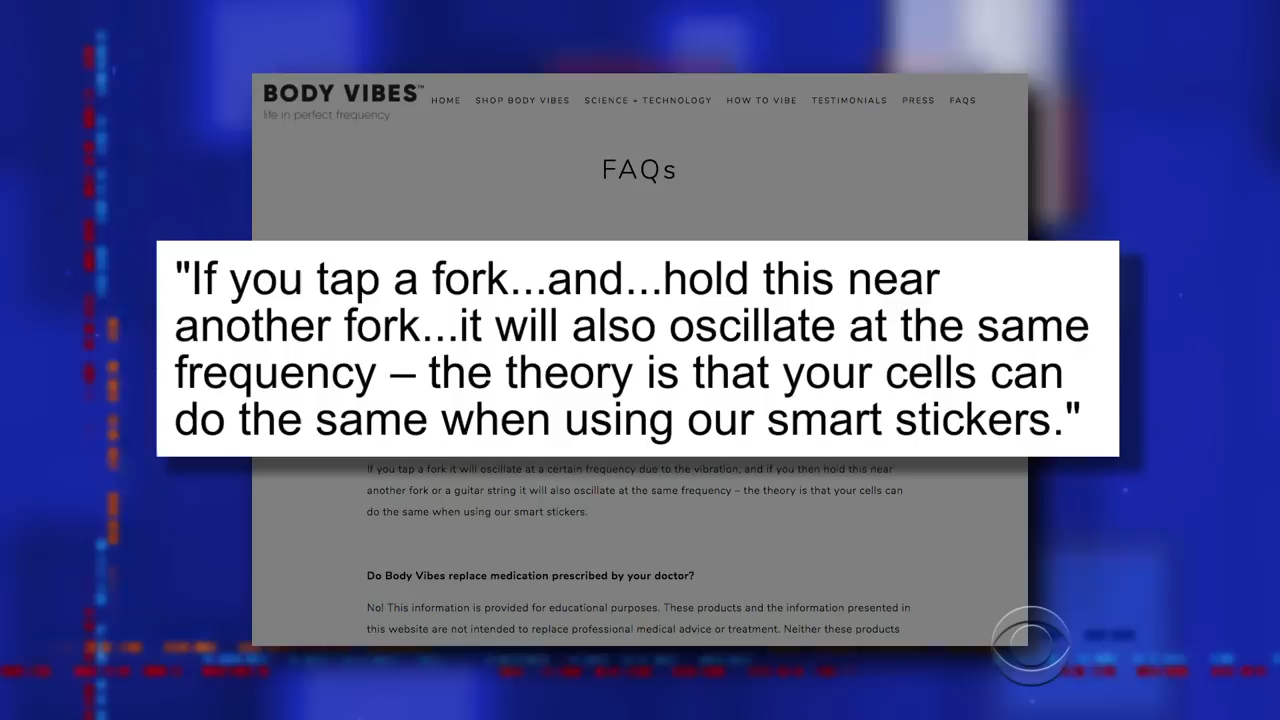 BODY VIBES™
life in perfect frequency
HOME SHOP BODY VIBES SCIENCE + TECHNOLOGY HOW TO VIBE TESTIMONIALS PRESS FAQS
FAQs
"If you tap a fork...and...hold this near
another fork...it will also oscillate at the same
frequency – the theory is that your cells can
do the same when using our smart stickers."
If you tap a fork it will oscillate at a certain frequency due to the vibration, and if you then hold this near
another fork or a guitar string it will also oscillate at the same frequency – the theory is that your cells can
do the same when using our smart stickers.
Do Body Vibes replace medication prescribed by your doctor?
No! This information is provided for educational purposes. These products and the information presented in
this website are not intended to replace professional medical advice or treatment. Neither these products